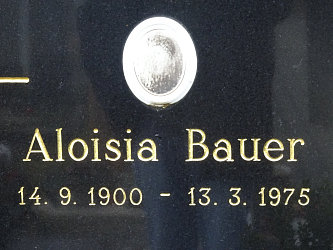 Aloisia Bauer
14. 9. 1900 - 13. 3. 1975